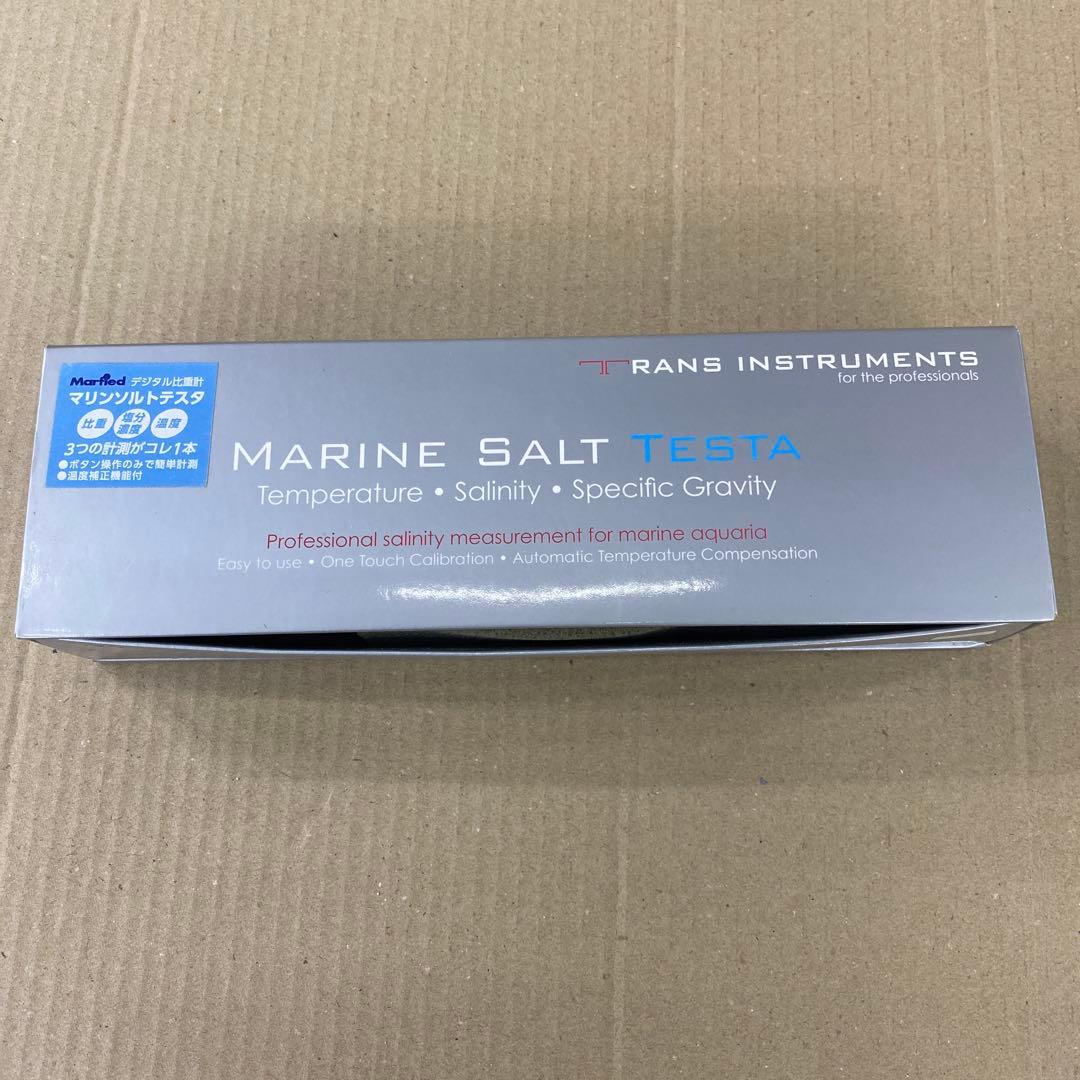 Marfied デジタル比重計
マリンソルトテスタ
比重 塩分濃度 温度
3つの計測がコレ1本
●ボタン操作のみで簡単計測
●温度補正機能付
TRANS INSTRUMENTS
for the professionals
MARINE SALT TESTA
Temperature • Salinity • Specific Gravity
Professional salinity measurement for marine aquaria
Easy to use • One Touch Calibration • Automatic Temperature Compensation